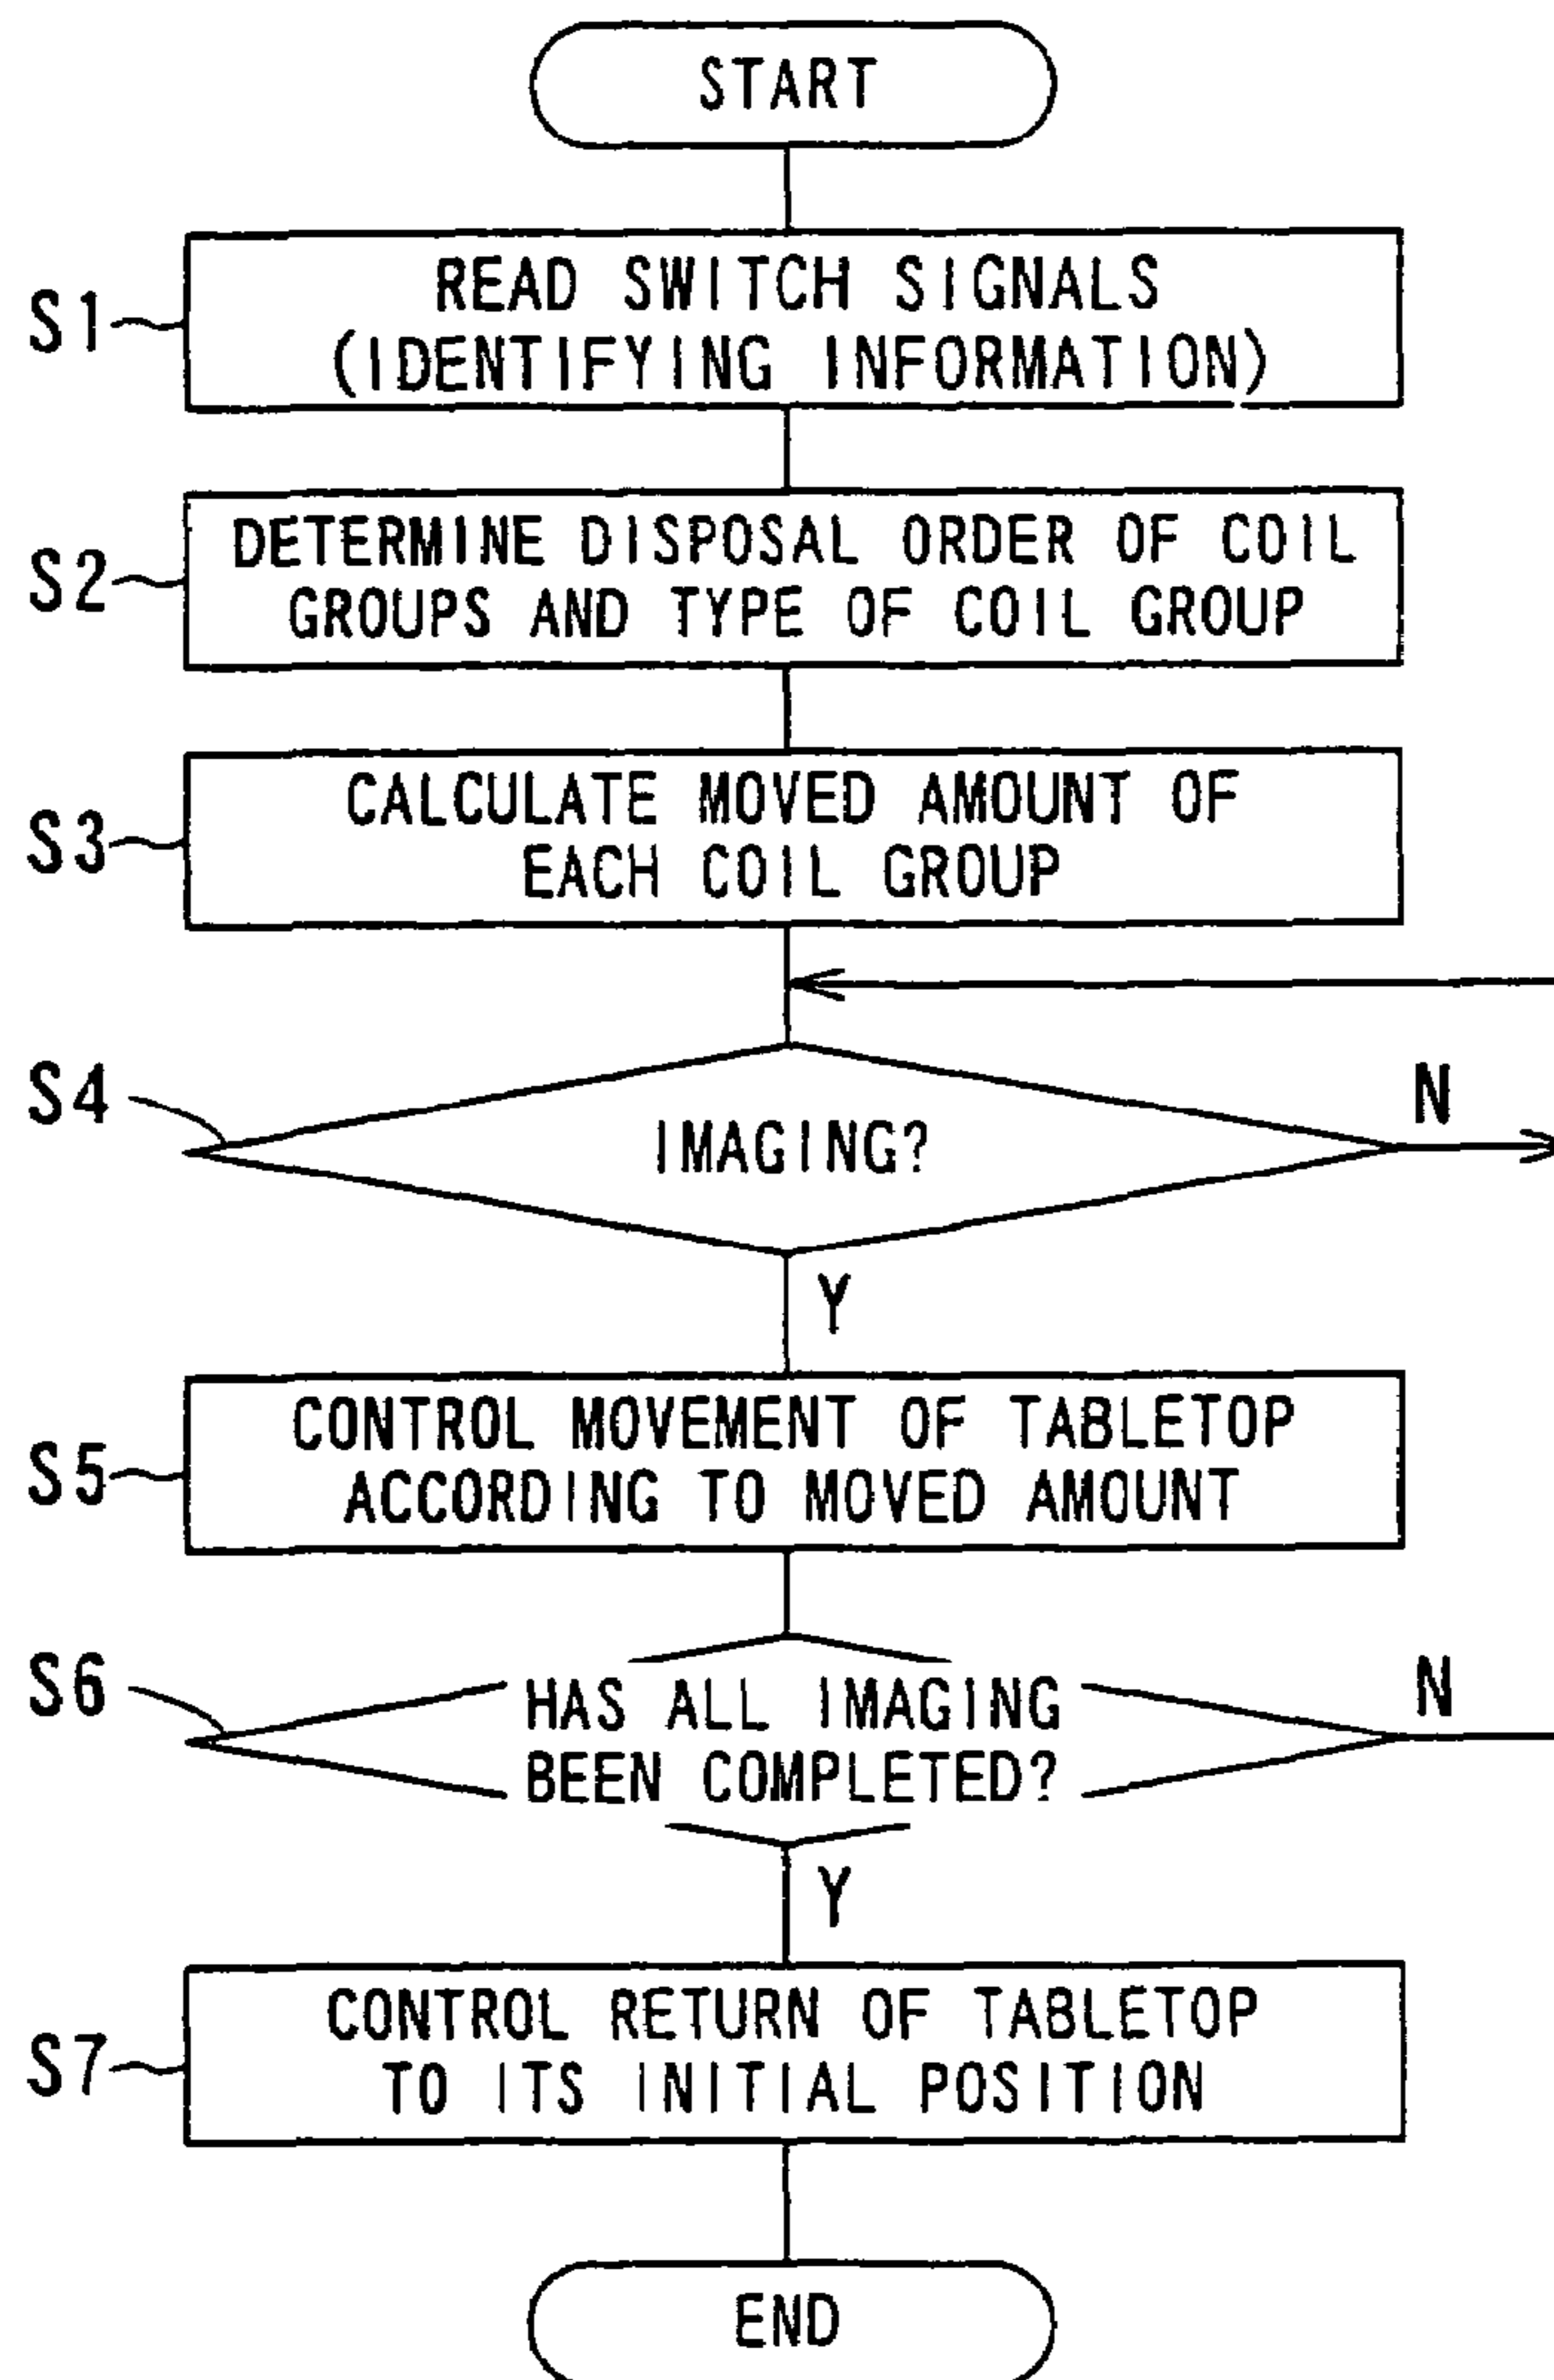 START
S1
READ SWITCH SIGNALS
(IDENTIFYING INFORMATION)
S2
DETERMINE DISPOSAL ORDER OF COIL
GROUPS AND TYPE OF COIL GROUP
S3
CALCULATE MOVED AMOUNT OF
EACH COIL GROUP
S4
IMAGING?
N
Y
S5
CONTROL MOVEMENT OF TABLETOP
ACCORDING TO MOVED AMOUNT
S6
HAS ALL IMAGING
BEEN COMPLETED?
N
Y
S7
CONTROL RETURN OF TABLETOP
TO ITS INITIAL POSITION
END